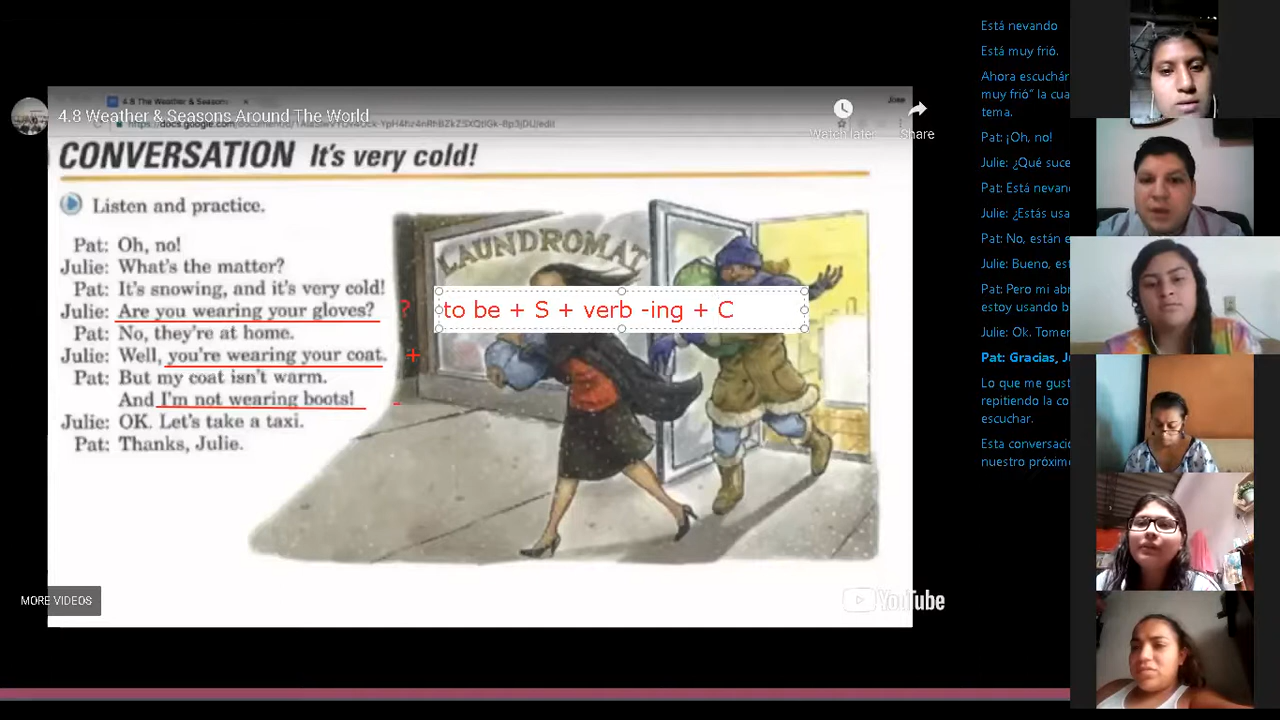 4.8 Weather & Seasons Around The World
Watch later
Share
CONVERSATION It's very cold!
Listen and practice.
Pat: Oh, no!
Julie: What's the matter?
Pat: It's snowing, and it's very cold!
Julie: Are you wearing your gloves? ?
Pat: No, they're at home.
Julie: Well, you're wearing your coat. +
Pat: But my coat isn't warm.
And I'm not wearing boots! -
Julie: OK. Let's take a taxi.
Pat: Thanks, Julie.
LAUNDROMAT
to be + S + verb -ing + C
MORE VIDEOS
YouTube
Está nevando
Está muy frió.
Ahora escuchár
muy frió" la cua
tema.
Pat: ¡Oh, no!
Julie: ¿Qué suce
Pat: Está nevand
Julie: ¿Estás usa
Pat: No, están e
Julie: Bueno, est
Pat: Pero mi abr
estoy usando b
Julie: Ok. Tomer
Pat: Gracias, J
Lo que me gust
repitiendo la co
escuchar.
Esta conversaci
nuestro próxim